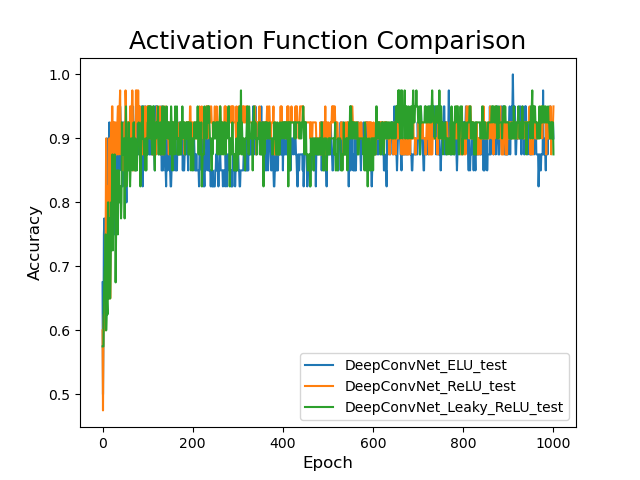 Activation Function Comparison
Accuracy
1.0
0.9
0.8
0.7
0.6
0.5
DeepConvNet_ELU_test
DeepConvNet_ReLU_test
DeepConvNet_Leaky_ReLU_test
0 200 400 600 800 1000
Epoch